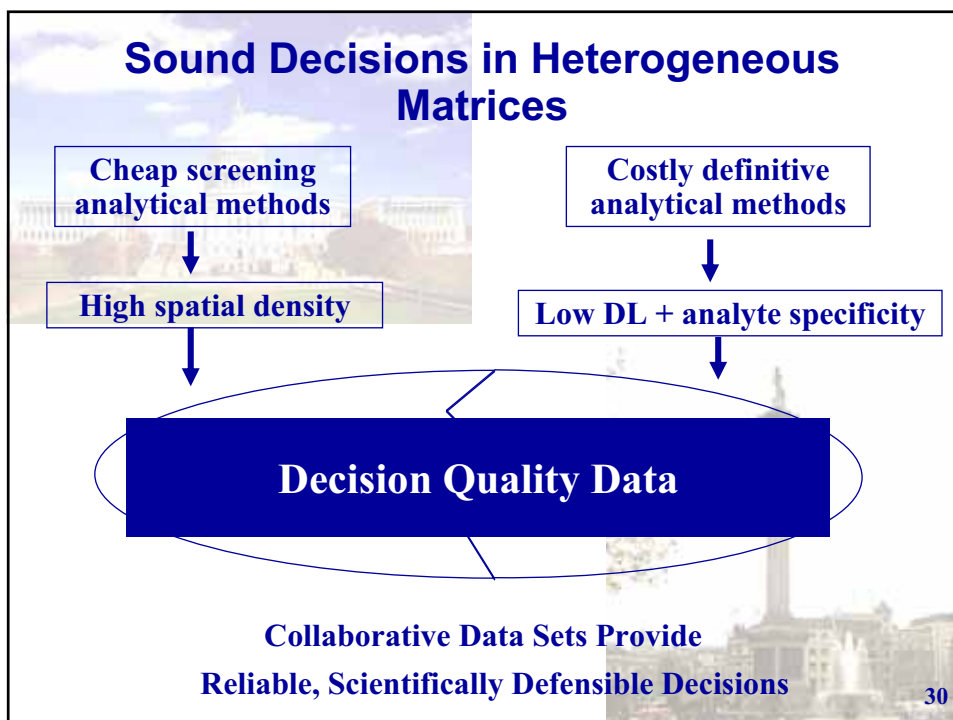 Sound Decisions in Heterogeneous
Matrices
Cheap screening
analytical methods
Costly definitive
analytical methods
High spatial density
Low DL + analyte specificity
Decision Quality Data
Collaborative Data Sets Provide
Reliable, Scientifically Defensible Decisions
30